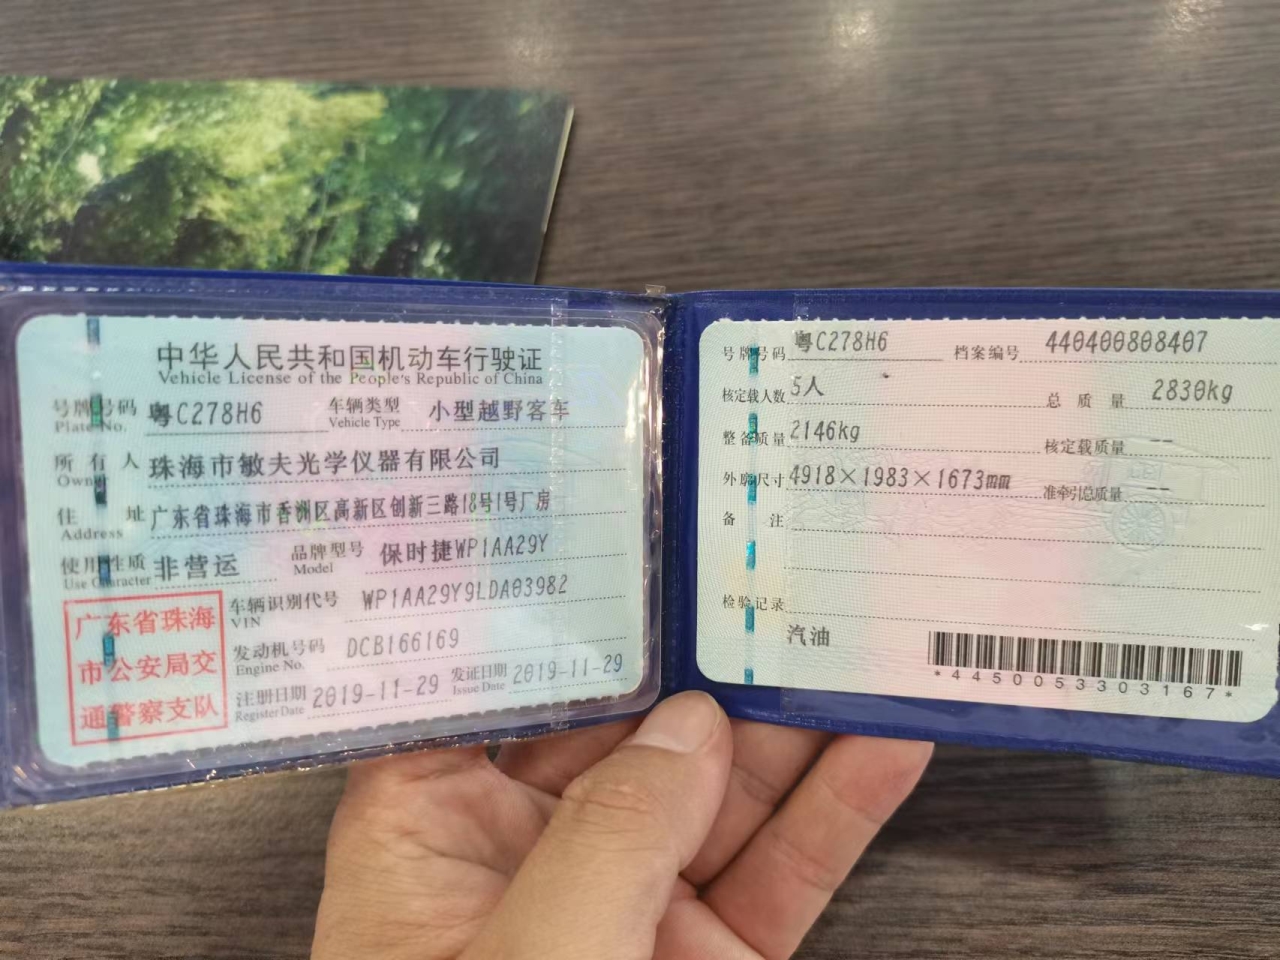 中华人民共和国机动车行驶证
Vehicle License of the People's Republic of China
号牌号码 粤C278H6 车辆类型 小型越野客车
Plate No. Vehicle Type
所有人 珠海市敏夫光学仪器有限公司
Owner
住址 广东省珠海市香洲区高新区创新三路18号1号厂房
Address
使用性质 非营运 品牌型号 保时捷WP1AA29Y
Use Character Model
广东省珠海
市公安局交
通警察支队
车辆识别代号 WP1AA29Y9LDA03982
VIN
发动机号码 DCB166169
Engine No.
注册日期 2019-11-29 发证日期 2019-11-29
Register Date Issue Date
号牌号码 粤C278H6 档案编号 440400808407
核定载人数 5人 总质量 2830kg
整备质量 2146kg 核定载质量 --
外廓尺寸 4918×1983×1673mm 准牵引总质量 --
备注
检验记录
汽油
*4450053303167*